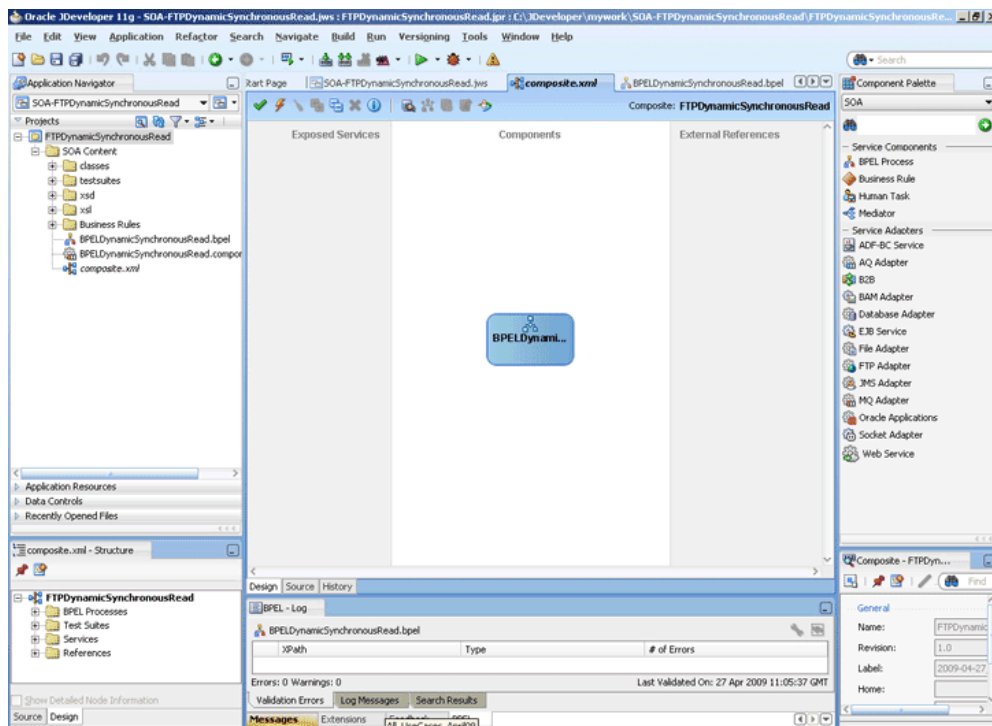 Oracle JDeveloper 11g - SOA-FTPDynamicSynchronousRead.jws : FTPDynamicSynchronousRead.jpr : C:\JDeveloper\mywork\SOA-FTPDynamicSynchronousRead\FTPDynamicSynchronousRe...
File Edit View Application Refactor Search Navigate Build Run Versioning Tools Window Help
Search
Application Navigator
SOA-FTPDynamicSynchronousRead
Projects
FTPDynamicSynchronousRead
SOA Content
classes
testsuites
xsd
xsl
Business Rules
BPELDynamicSynchronousRead.bpel
BPELDynamicSynchronousRead.compor
composite.xml
Application Resources
Data Controls
Recently Opened Files
composite.xml - Structure
FTPDynamicSynchronousRead
BPEL Processes
Test Suites
Services
References
Show Detailed Node Information
Source Design
tart Page SOA-FTPDynamicSynchronousRead.jws composite.xml BPELDynamicSynchronousRead.bpel
Composite: FTPDynamicSynchronousRead
Exposed Services Components External References
BPELDynami...
Design Source History
BPEL - Log
BPELDynamicSynchronousRead.bpel
XPath Type # of Errors
Errors: 0 Warnings: 0 Last Validated On: 27 Apr 2009 11:05:37 GMT
Validation Errors Log Messages Search Results
Messages Extensions
Component Palette
SOA
Service Components
BPEL Process
Business Rule
Human Task
Mediator
Service Adapters
ADF-BC Service
AQ Adapter
B2B
BAM Adapter
Database Adapter
EJB Service
File Adapter
FTP Adapter
JMS Adapter
MQ Adapter
Oracle Applications
Socket Adapter
Web Service
Composite - FTPDyn...
Find
General
Name: FTPDynamic
Revision: 1.0
Label: 2009-04-27
Home: